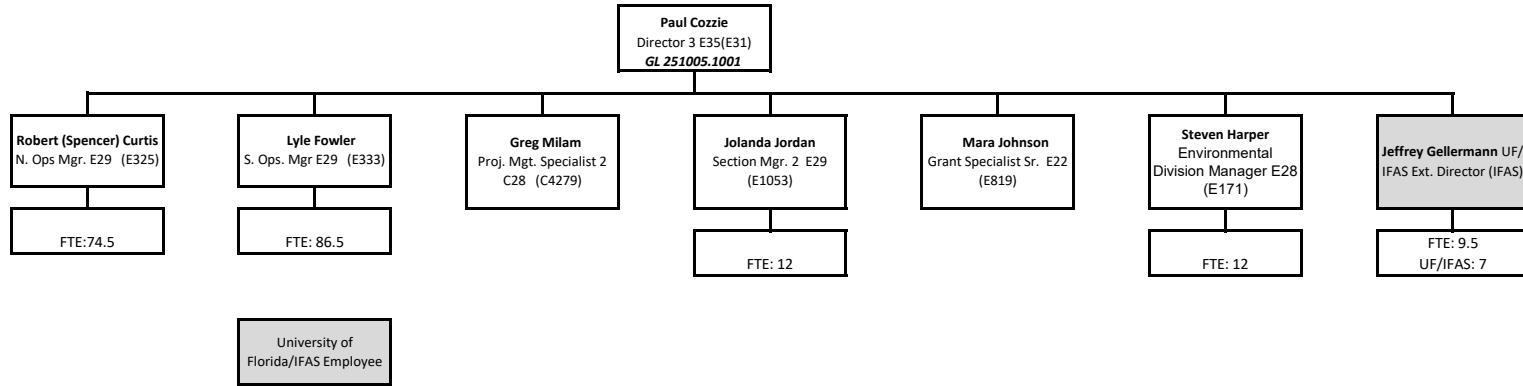 Paul Cozzie
Director 3 E35(E31)
GL 251005.1001
Robert (Spencer) Curtis
N. Ops Mgr. E29 (E325)
FTE:74.5
Lyle Fowler
S. Ops. Mgr E29 (E333)
FTE: 86.5
Greg Milam
Proj. Mgt. Specialist 2
C28 (C4279)
Jolanda Jordan
Section Mgr. 2 E29
(E1053)
FTE: 12
Mara Johnson
Grant Specialist Sr. E22
(E819)
Steven Harper
Environmental
Division Manager E28
(E171)
FTE: 12
Jeffrey Gellermann UF/
IFAS Ext. Director (IFAS)
FTE: 9.5
UF/IFAS: 7
University of
Florida/IFAS Employee